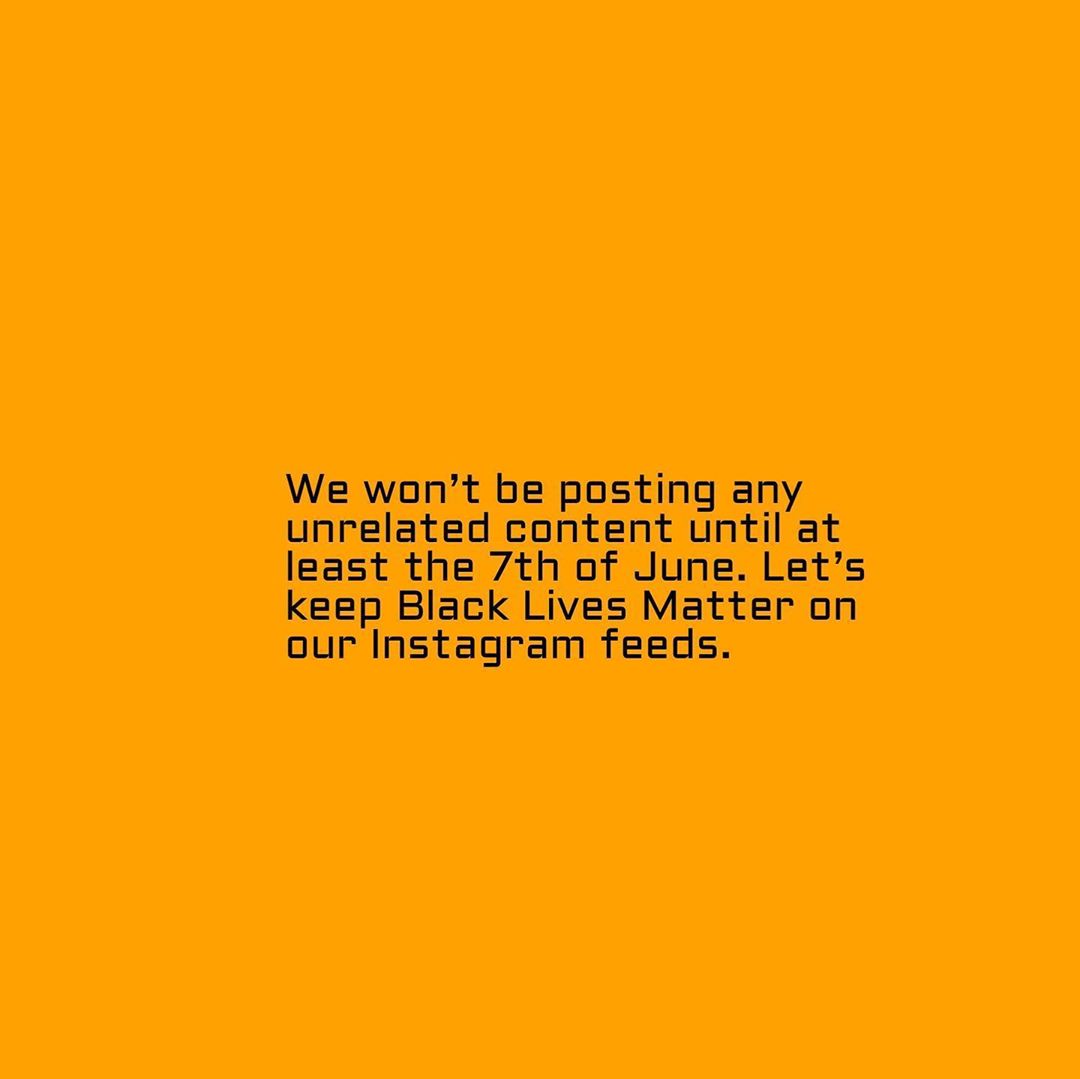 We won’t be posting any
unrelated content until at
least the 7th of June. Let’s
keep Black Lives Matter on
our Instagram feeds.